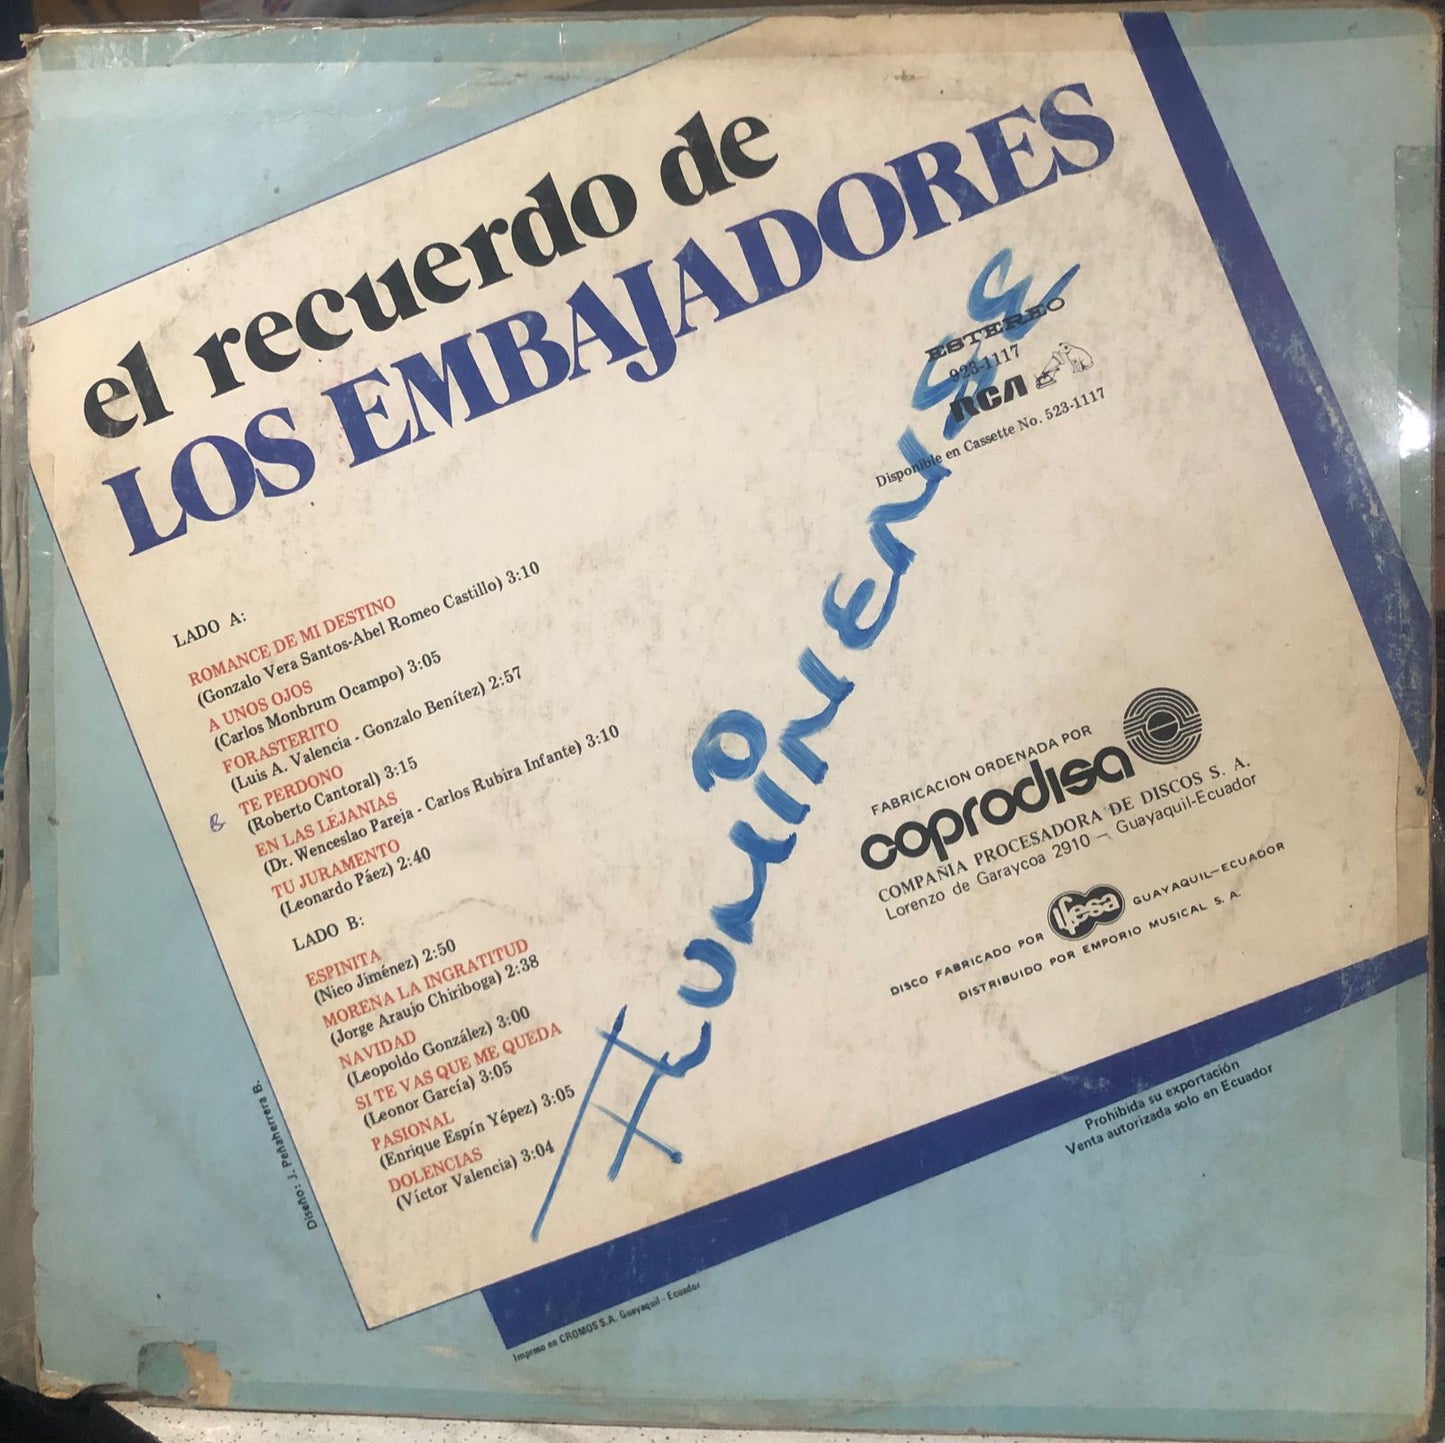 el recuerdo de
LOS EMBAJADORES
ESTEREO
923-1117
RCA
Disponible en Cassette No. 523-1117
LADO A:
ROMANCE DE MI DESTINO
(Gonzalo Vera Santos-Abel Romeo Castillo) 3:10
A UNOS OJOS
(Carlos Monbrum Ocampo) 3:05
FORASTERITO
(Luis A. Valencia - Gonzalo Benítez) 2:57
TE PERDONO
(Roberto Cantoral) 3:15
EN LAS LEJANIAS
(Dr. Wenceslao Pareja - Carlos Rubira Infante) 3:10
TU JURAMENTO
(Leonardo Páez) 2:40
LADO B:
ESPINITA
(Nico Jiménez) 2:50
MORENA LA INGRATITUD
(Jorge Araujo Chiriboga) 2:38
NAVIDAD
(Leopoldo González) 3:00
SI TE VAS QUE ME QUEDA
(Leonor García) 3:05
PASIONAL
(Enrique Espín Yépez) 3:05
DOLENCIAS
(Víctor Valencia) 3:04
FABRICACION ORDENADA POR
coprodisa
COMPAÑIA PROCESADORA DE DISCOS S. A.
Lorenzo de Garaycoa 2910 - Guayaquil-Ecuador
DISCO FABRICADO POR ifesa GUAYAQUIL-ECUADOR
DISTRIBUIDO POR EMPORIO MUSICAL S. A.
Prohibida su exportación
Venta autorizada solo en Ecuador
Diseño: J. Peñaherrera B.
Impreso en CROMOS S.A. Guayaquil - Ecuador